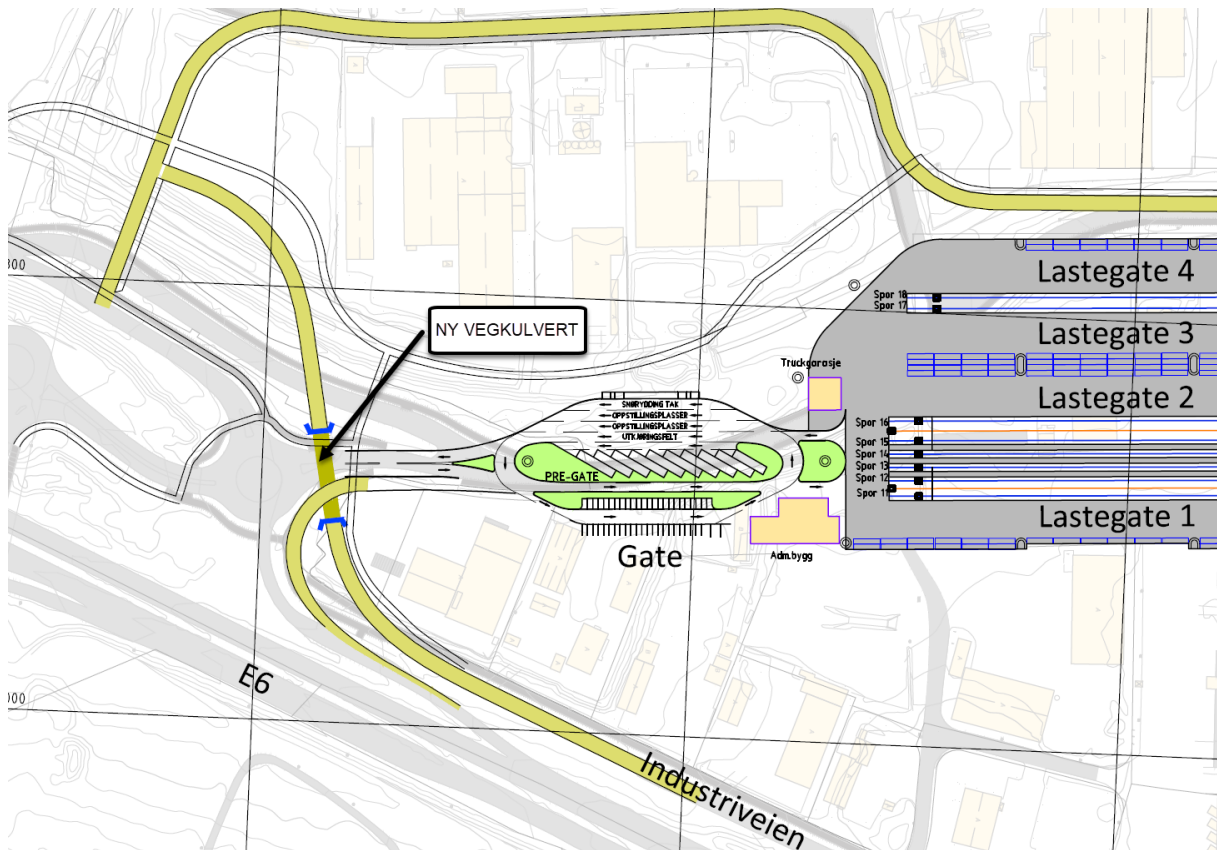 300
Lastegate 4
Spor 18
Spor 17
NY VEGKULVERT
Lastegate 3
Truckgarasje
Lastegate 2
SNØRYDDING TAK
OPPSTILLINGSPLASSER
OPPSTILLINGSPLASSER
UTKJØRINGSFELT
Spor 16
Spor 15
Spor 14
Spor 13
Spor 12
Spor 11
PRE-GATE
Lastegate 1
Gate
Adm.bygg
E6
000
Industriveien